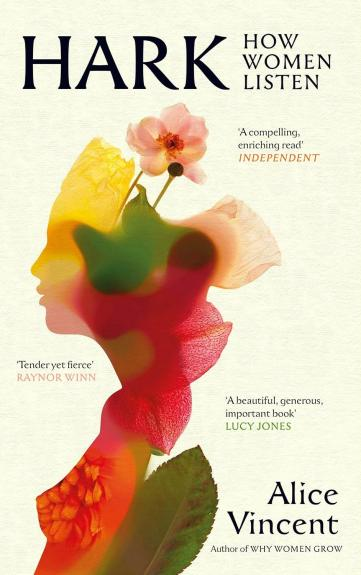 HARK
HOW
WOMEN
LISTEN
'A compelling,
enriching read'
INDEPENDENT
'Tender yet fierce'
RAYNOR WINN
'A beautiful, generous,
important book'
LUCY JONES
Alice
Vincent
Author of WHY WOMEN GROW